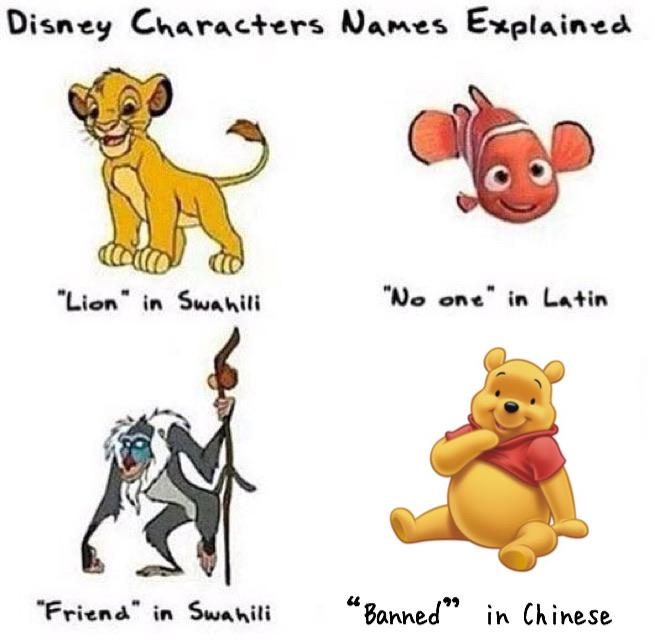 Disney Characters Names Explained
"Lion" in Swahili
"No one" in Latin
"Friend" in Swahili
“Banned” in Chinese